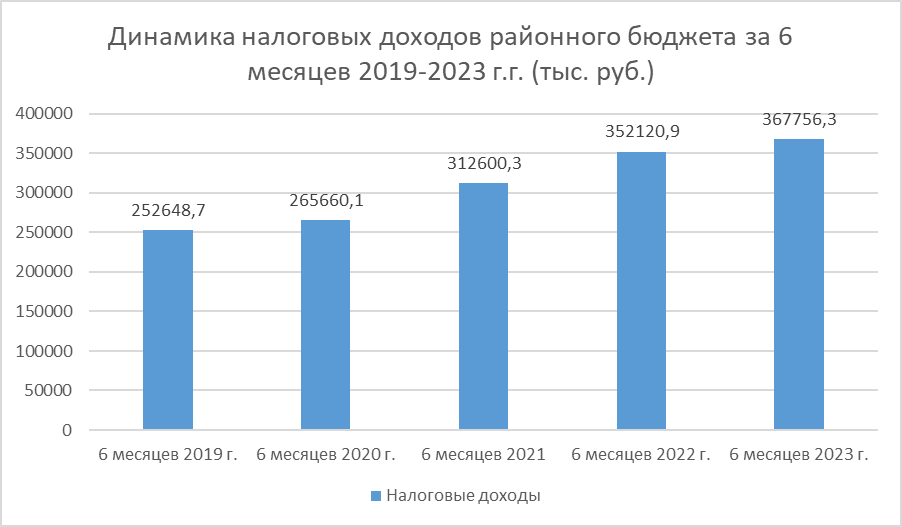 Динамика налоговых доходов районного бюджета за 6
месяцев 2019-2023 г.г. (тыс. руб.)
400000
350000
300000
250000
200000
150000
100000
50000
0
252648,7
265660,1
312600,3
352120,9
367756,3
6 месяцев 2019 г.
6 месяцев 2020 г.
6 месяцев 2021
6 месяцев 2022 г.
6 месяцев 2023 г.
Налоговые доходы